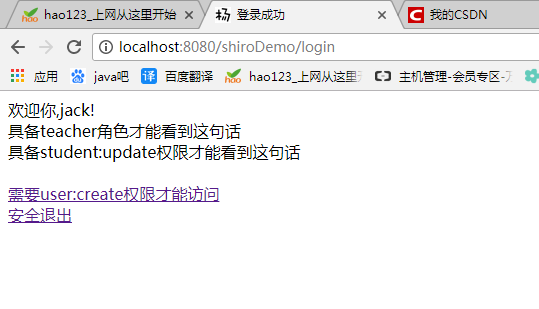 hao123_上网从这里开始
登录成功
我的CSDN
localhost:8080/shiroDemo/login
应用 百度 java吧 译 百度翻译 hao123_上网从这里开 主机管理-会员专区-
欢迎你,jack!
具备teacher角色才能看到这句话
具备student:update权限才能看到这句话
需要user:create权限才能访问
安全退出